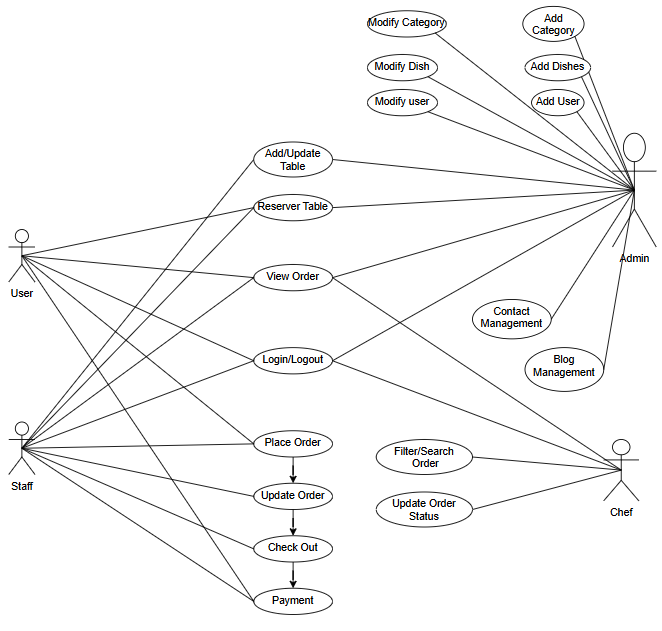 Modify Category
Add
Category
Modify Dish
Add Dishes
Modify user
Add User
Add/Update
Table
Reserver Table
User
Admin
View Order
Contact
Management
Login/Logout
Blog
Management
Staff
Place Order
Filter/Search
Order
Update Order
Update Order
Status
Chef
Check Out
Payment